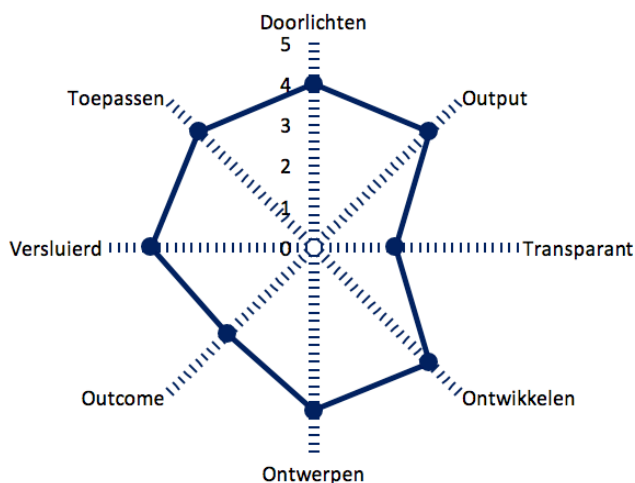 Doorlichten
5
Toepassen
4
Output
3
2
1
Versluierd
0
Transparant
Outcome
Ontwikkelen
Ontwerpen